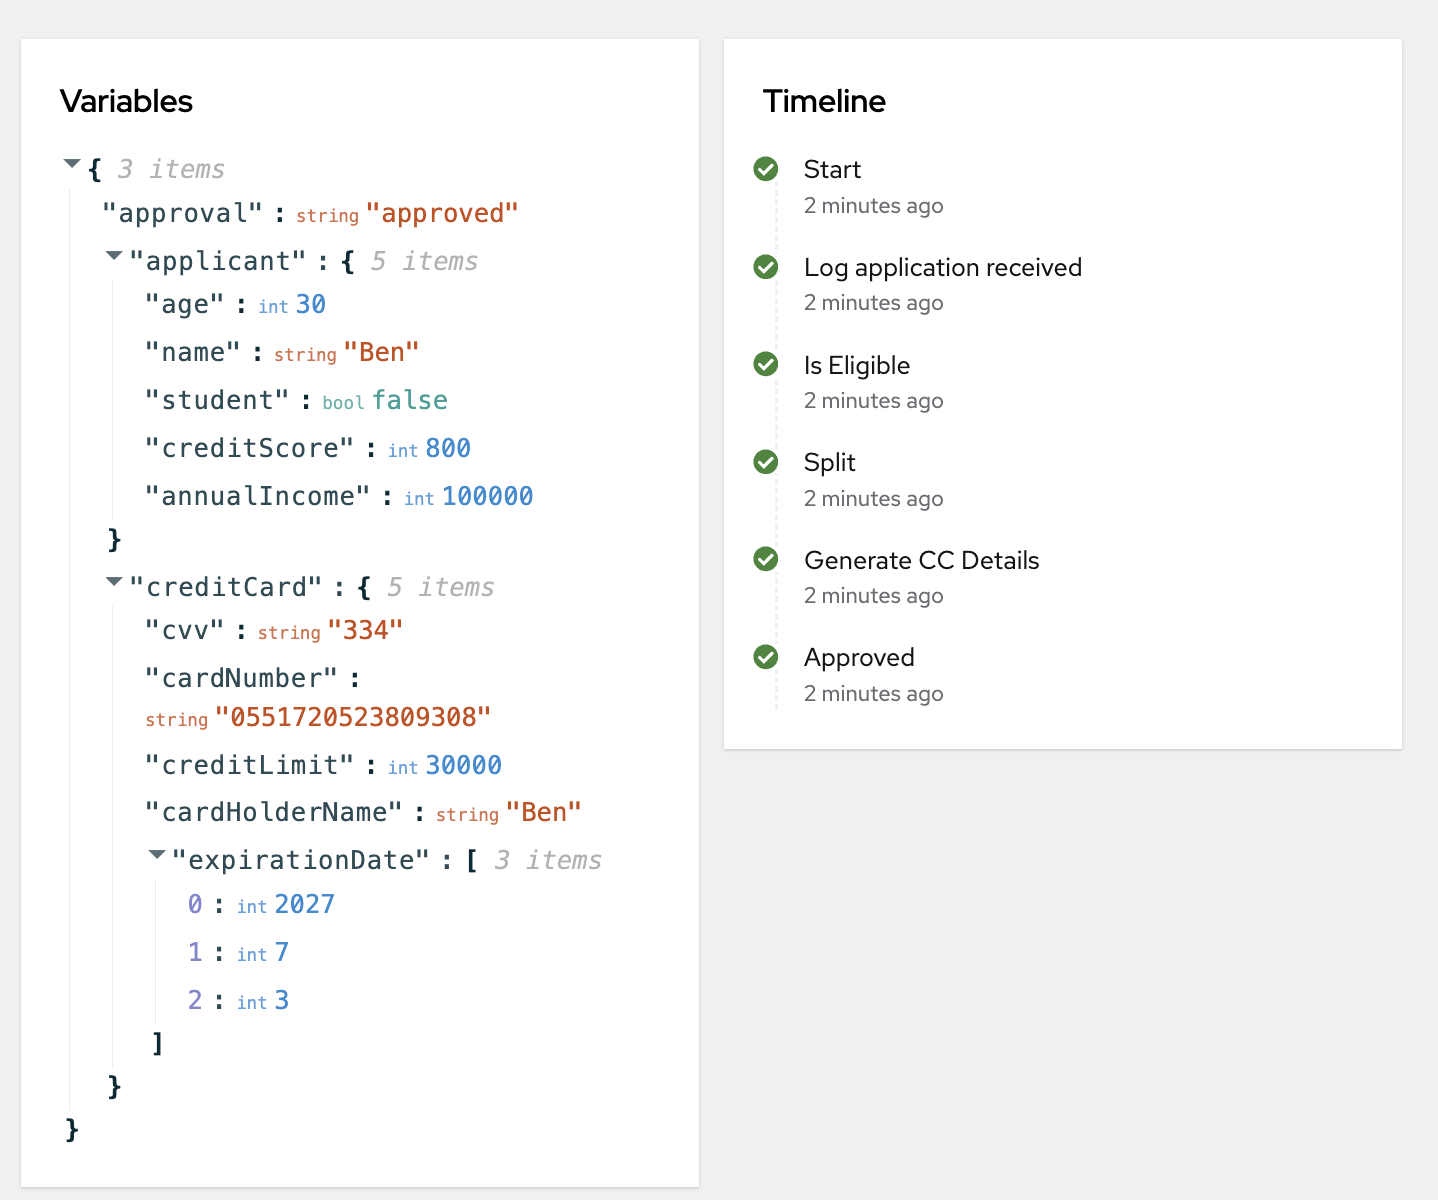 Variables
{ 3 items
"approval" : string "approved"
"applicant" : { 5 items
"age" : int 30
"name" : string "Ben"
"student" : bool false
"creditScore" : int 800
"annualIncome" : int 100000
}
"creditCard" : { 5 items
"cvv" : string "334"
"cardNumber" :
string "0551720523809308"
"creditLimit" : int 30000
"cardHolderName" : string "Ben"
"expirationDate" : [ 3 items
0 : int 2027
1 : int 7
2 : int 3
]
}
}
Timeline
Start
2 minutes ago
Log application received
2 minutes ago
Is Eligible
2 minutes ago
Split
2 minutes ago
Generate CC Details
2 minutes ago
Approved
2 minutes ago